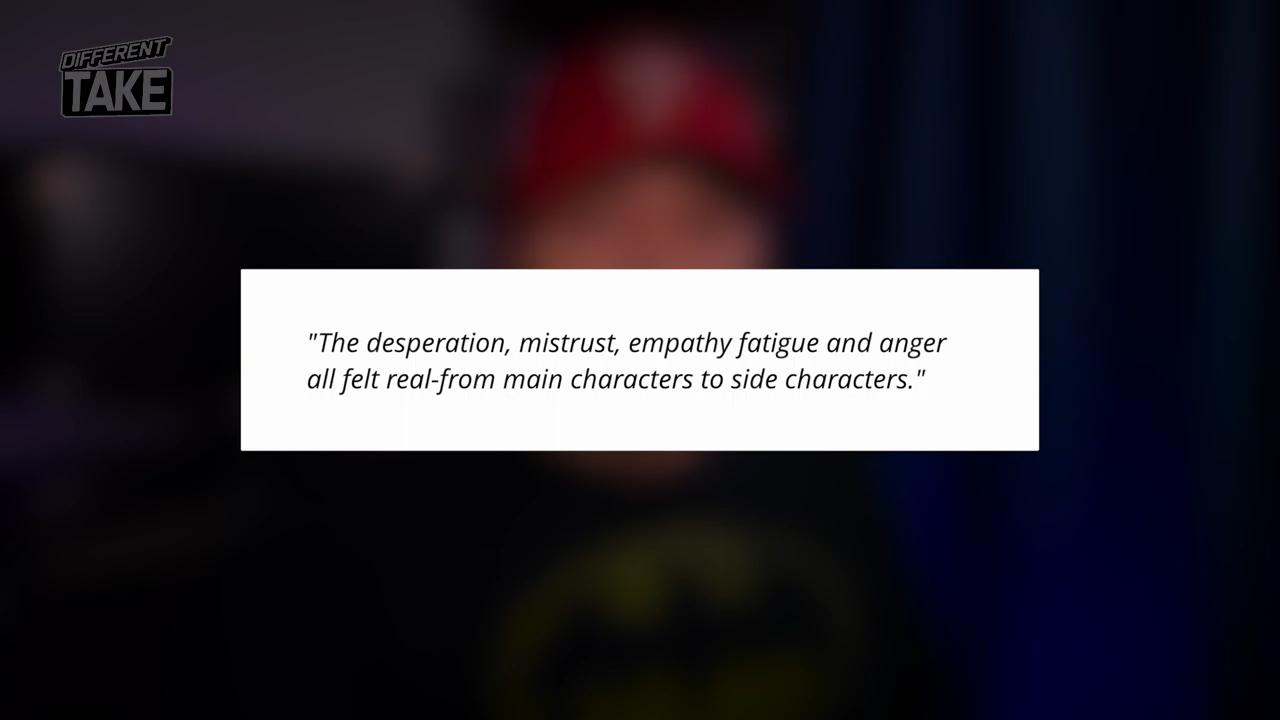 DIFFERENT
TAKE
"The desperation, mistrust, empathy fatigue and anger
all felt real-from main characters to side characters."